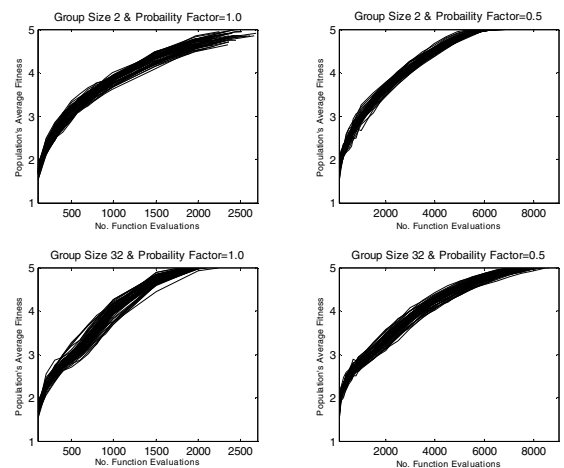 Group Size 2 & Probaility Factor=1.0
Population's Average Fitness
5
4
3
2
1
500 1000 1500 2000 2500
No. Function Evaluations
Group Size 2 & Probaility Factor=0.5
Population's Average Fitness
5
4
3
2
1
2000 4000 6000 8000
No. Function Evaluations
Group Size 32 & Probaility Factor=1.0
Population's Average Fitness
5
4
3
2
1
500 1000 1500 2000 2500
No. Function Evaluations
Group Size 32 & Probaility Factor=0.5
Population's Average Fitness
5
4
3
2
1
2000 4000 6000 8000
No. Function Evaluations